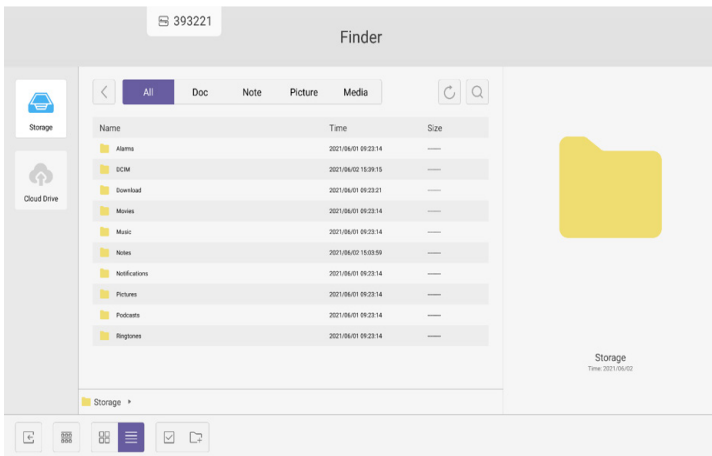 393221
Finder
Storage
Cloud Drive
All Doc Note Picture Media
Name Time Size
Alarms 2021/06/01 09:23:14 ----
DCIM 2021/06/02 15:39:15 ----
Download 2021/06/01 09:23:21 ----
Movies 2021/06/01 09:23:14 ----
Music 2021/06/01 09:23:14 ----
Notes 2021/06/02 15:03:59 ----
Notifications 2021/06/01 09:23:14 ----
Pictures 2021/06/01 09:23:14 ----
Podcasts 2021/06/01 09:23:14 ----
Ringtones 2021/06/01 09:23:14 ----
Storage
Time: 2021/06/02
Storage